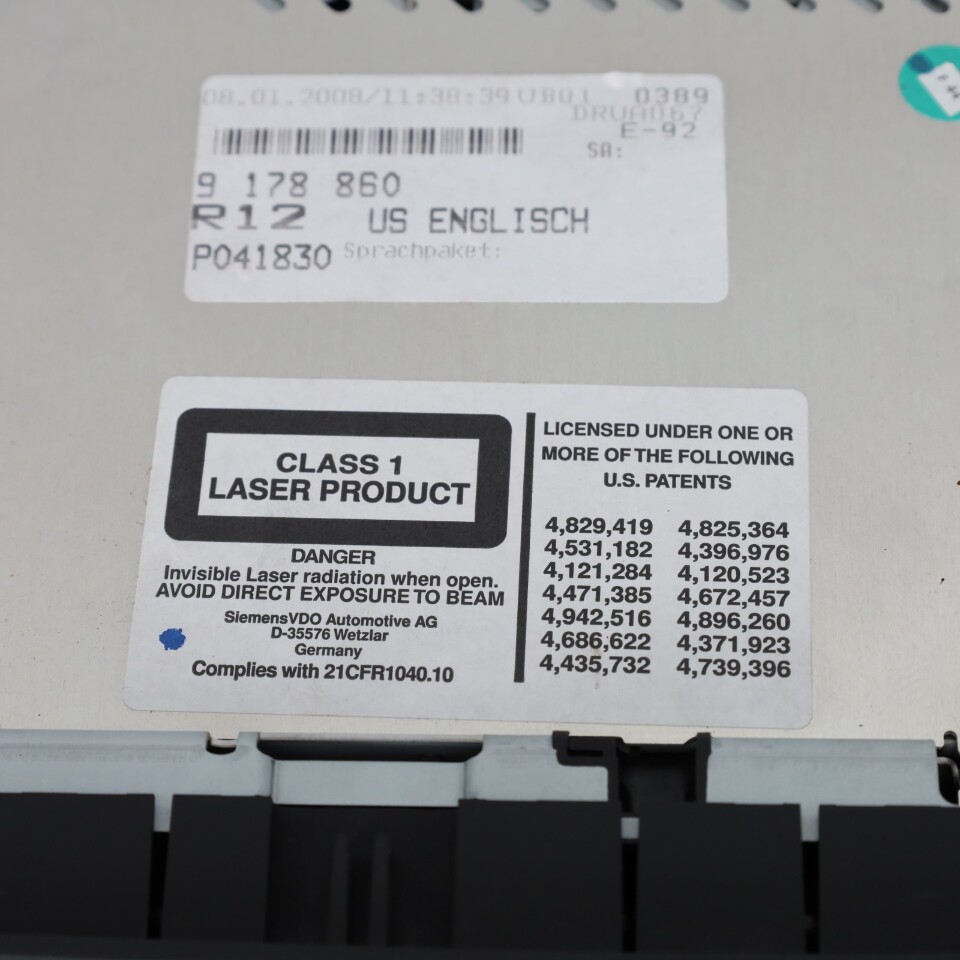 08.01.2008/11:38:39 VB01 0389
DRVA067
E-92
SA:
9 178 860
R12 US ENGLISCH
P041830 Sprachpaket:
CLASS 1
LASER PRODUCT
DANGER
Invisible Laser radiation when open.
AVOID DIRECT EXPOSURE TO BEAM
SiemensVDO Automotive AG
D-35576 Wetzlar
Germany
Complies with 21CFR1040.10
LICENSED UNDER ONE OR
MORE OF THE FOLLOWING
U.S. PATENTS
4,829,419 4,825,364
4,531,182 4,396,976
4,121,284 4,120,523
4,471,385 4,672,457
4,942,516 4,896,260
4,686,622 4,371,923
4,435,732 4,739,396